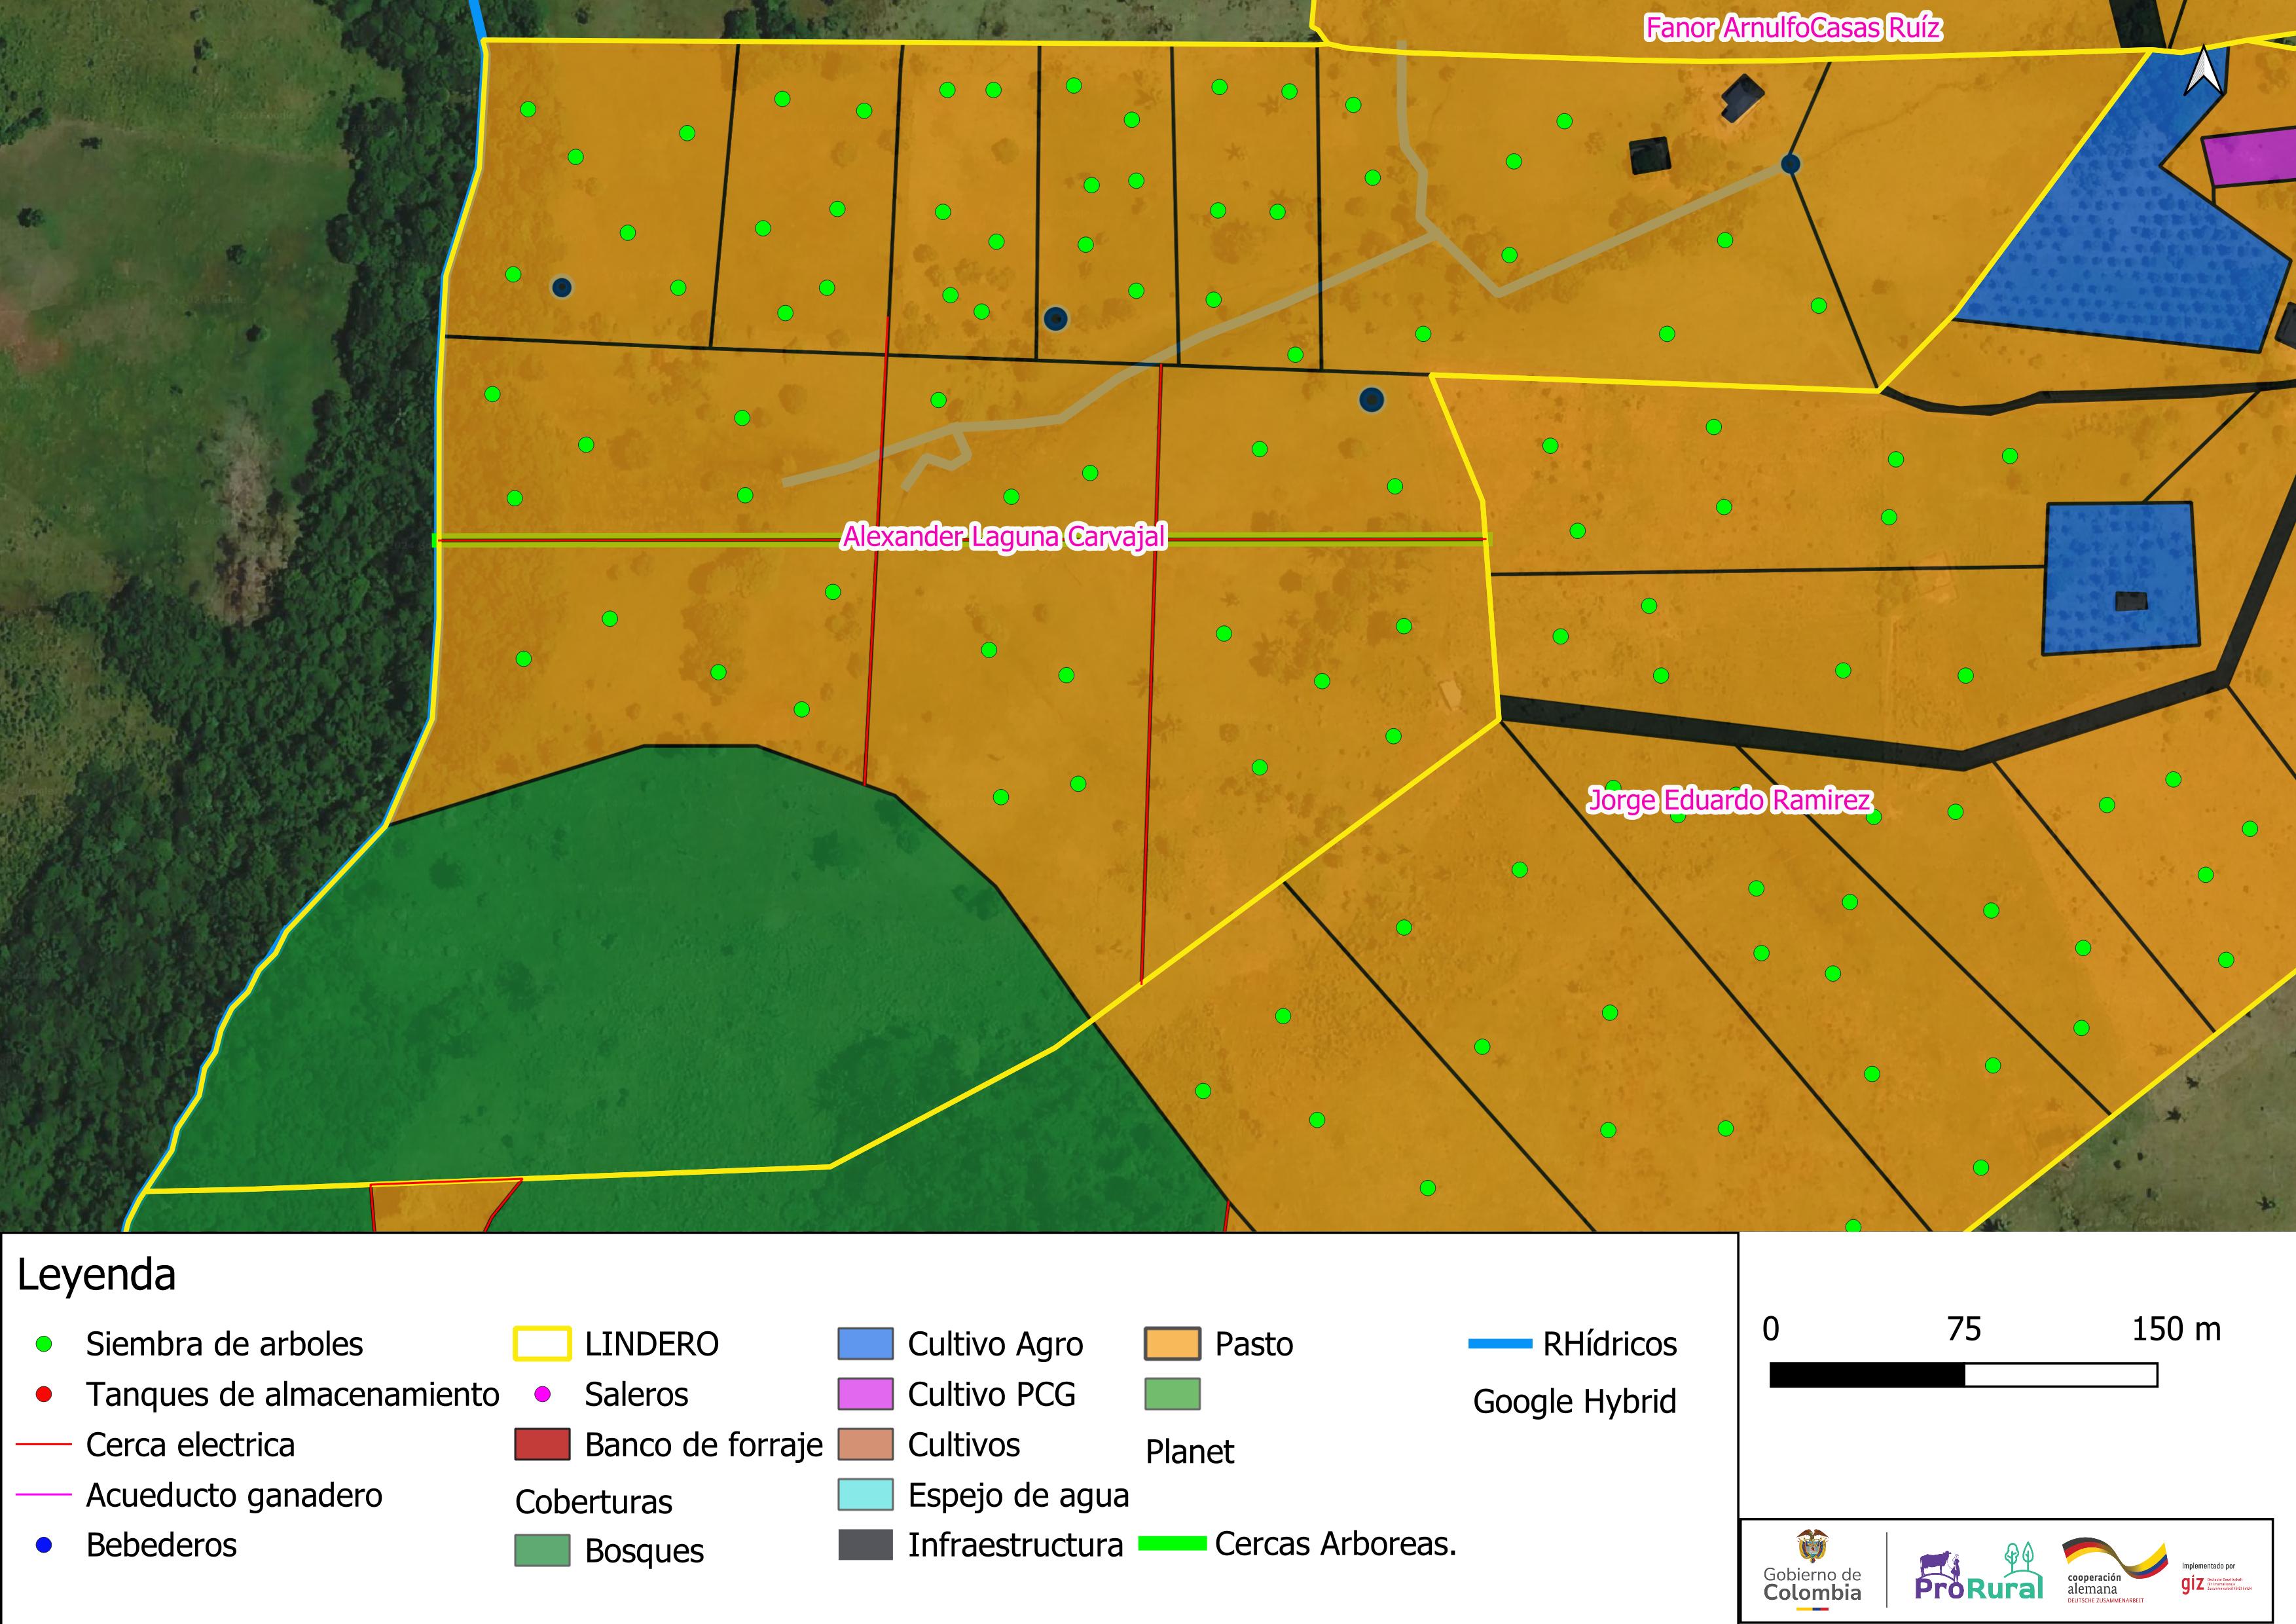 Fanor ArnulfoCasas Ruíz
Alexander Laguna Carvajal
Jorge Eduardo Ramirez
Leyenda
Siembra de arboles
Tanques de almacenamiento
Cerca electrica
Acueducto ganadero
Bebederos
LINDERO
Saleros
Banco de forraje
Coberturas
Bosques
Cultivo Agro
Cultivo PCG
Cultivos
Espejo de agua
Infraestructura
Pasto
Planet
Cercas Arboreas.
RHídricos
Google Hybrid
0 75 150 m
Gobierno de
Colombia
ProRural
cooperación
alemana
DEUTSCHE ZUSAMMENARBEIT
Implementado por
giz